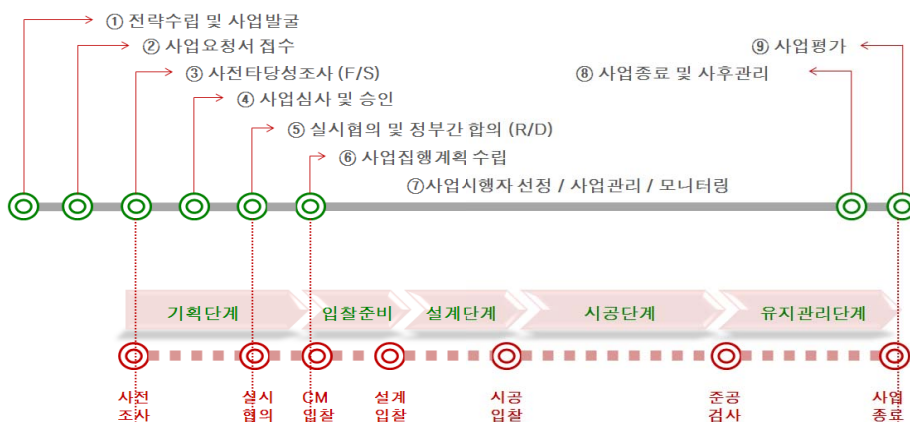 ① 전략수립 및 사업발굴
② 사업요청서 접수
⑨ 사업평가
③ 사전타당성조사 (F/S)
⑧ 사업종료 및 사후관리
④ 사업심사 및 승인
⑤ 실시협의 및 정부간 합의 (R/D)
⑥ 사업집행계획 수립
⑦사업시행자 선정 / 사업관리 / 모니터링
기획단계
입찰준비
설계단계
시공단계
유지관리단계
사전
조사
실시
협의
CM
입찰
설계
입찰
시공
입찰
준공
검사
사업
종료